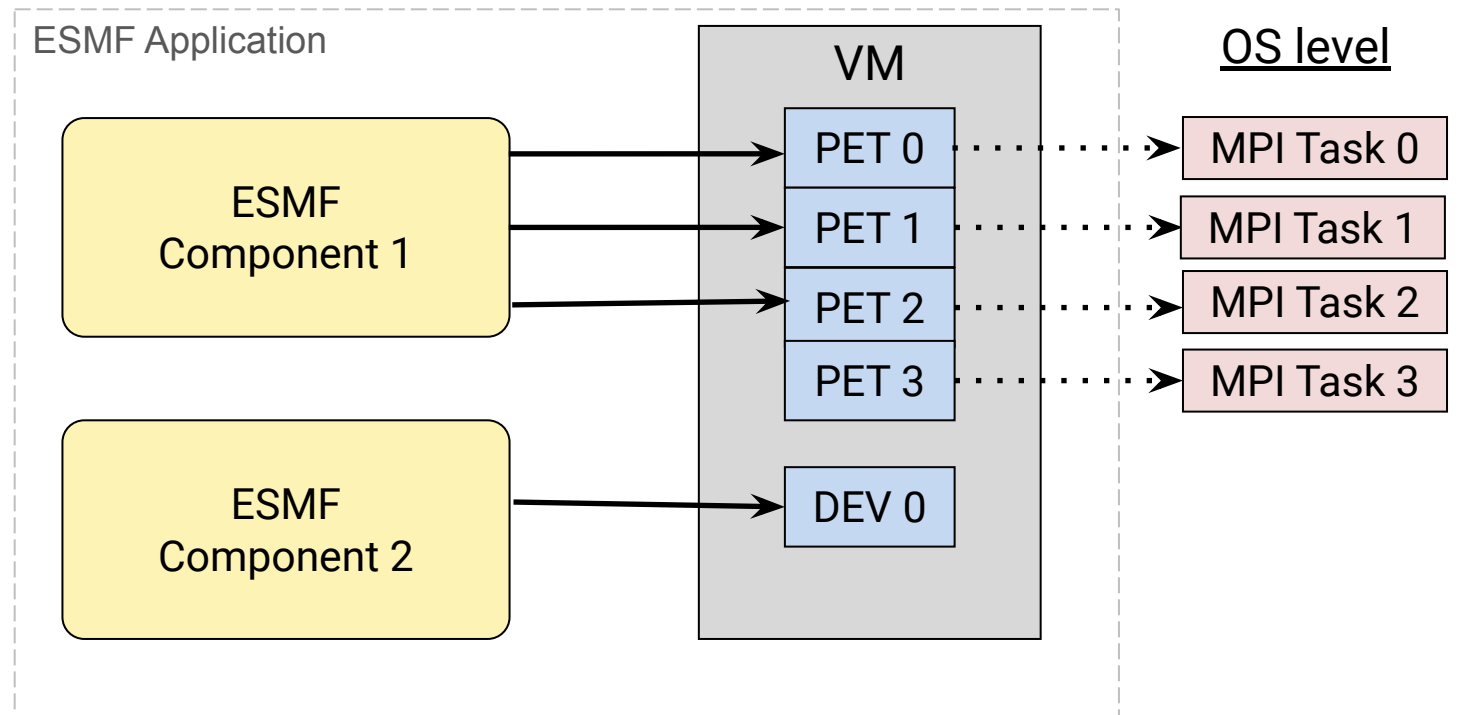 ESMF Application
VM
OS level
ESMF
Component 1
PET 0
MPI Task 0
PET 1
MPI Task 1
PET 2
MPI Task 2
PET 3
MPI Task 3
ESMF
Component 2
DEV 0